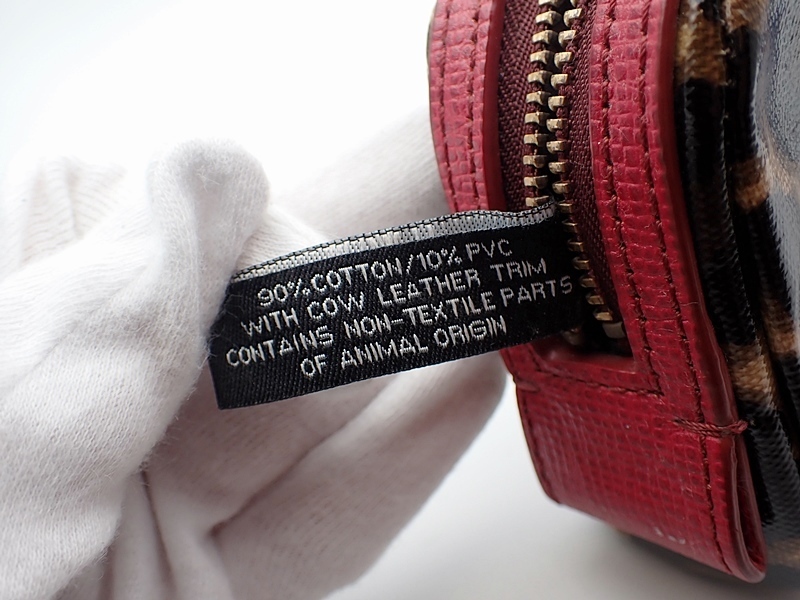 90% COTTON/10% PVC
WITH COW LEATHER TRIM
CONTAINS NON-TEXTILE PARTS
OF ANIMAL ORIGIN